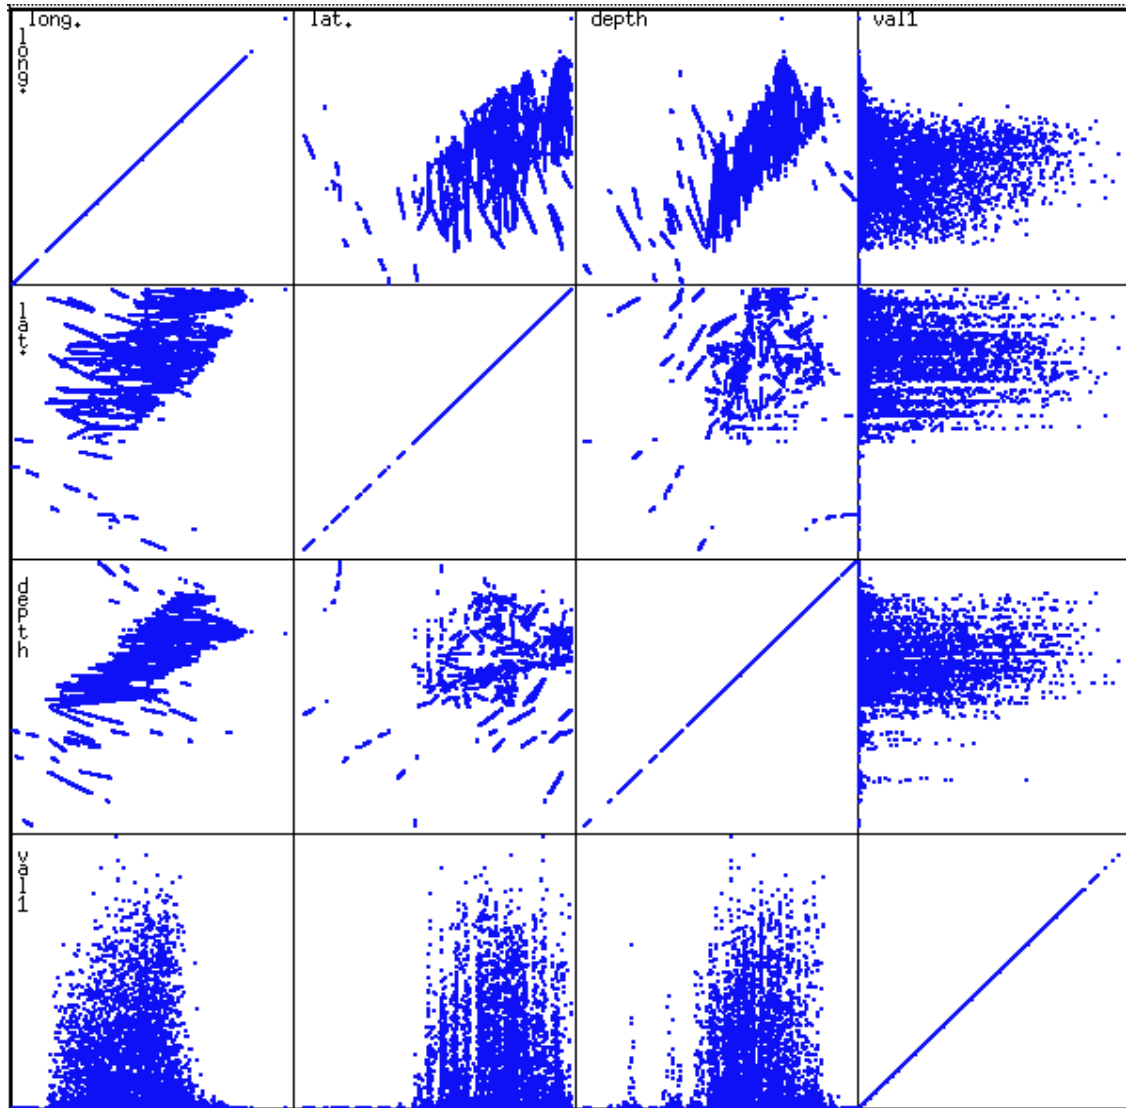 long. lat. depth val1
long.
lat.
depth
val1